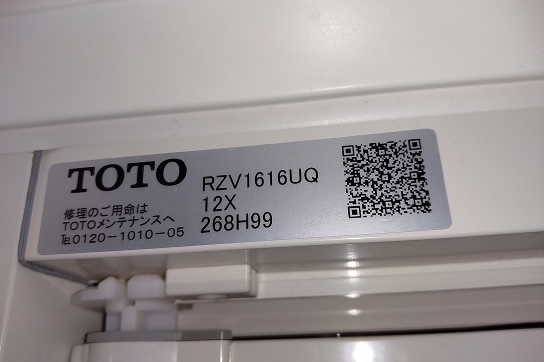 TOTO
修理のご用命は
TOTOメンテナンスへ
TEL0120-1010-05
RZV1616UQ
12X
268H99